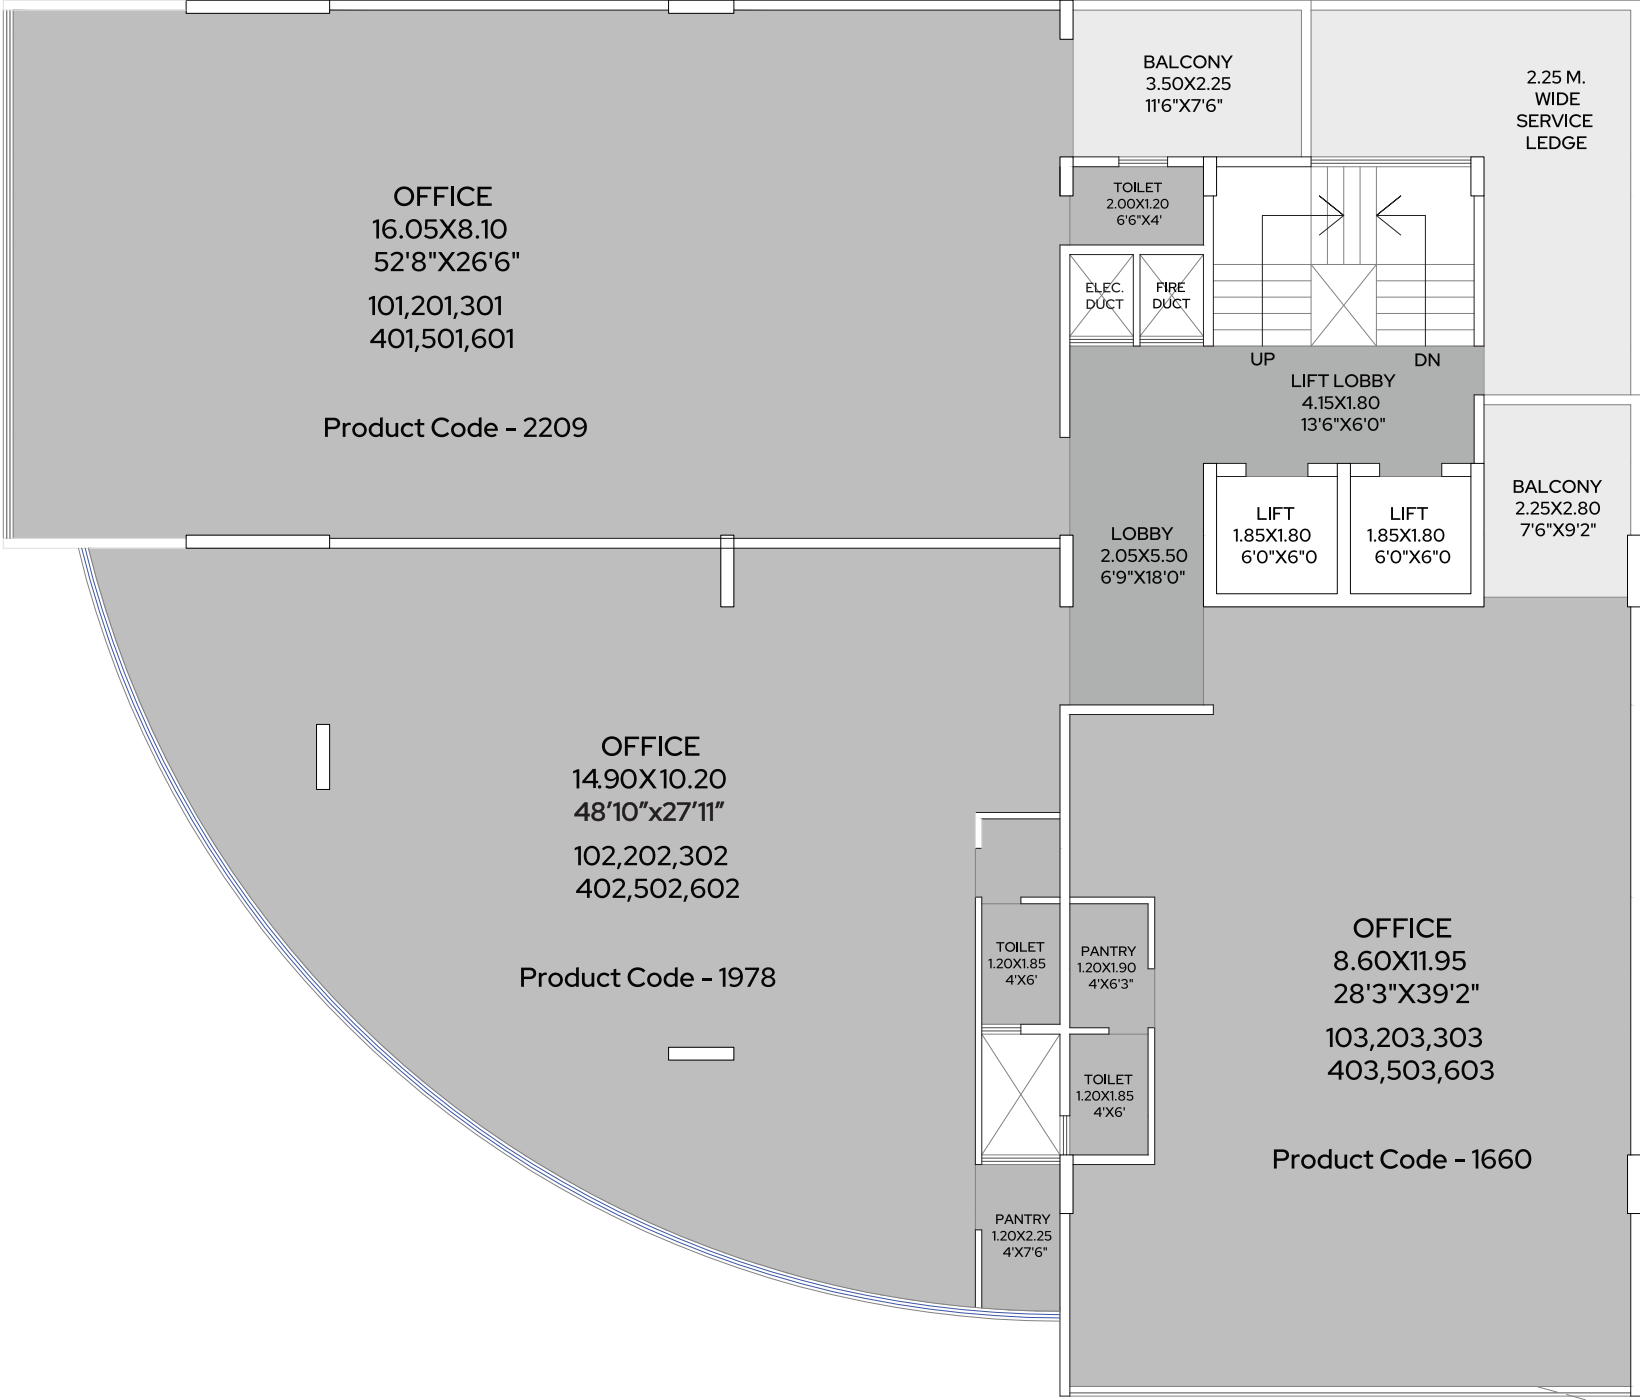 BALCONY
3.50X2.25
11'6"X7'6"
2.25 M.
WIDE
SERVICE
LEDGE
OFFICE
16.05X8.10
52'8"X26'6"
101,201,301
401,501,601
Product Code - 2209
TOILET
2.00X1.20
6'6"X4'
ELEC.
DUCT
FIRE
DUCT
UP
DN
LIFT LOBBY
4.15X1.80
13'6"X6'0"
LOBBY
2.05X5.50
6'9"X18'0"
LIFT
1.85X1.80
6'0"X6"0
LIFT
1.85X1.80
6'0"X6"0
BALCONY
2.25X2.80
7'6"X9'2"
OFFICE
14.90X10.20
48'10"x27'11"
102,202,302
402,502,602
Product Code - 1978
TOILET
1.20X1.85
4'X6'
PANTRY
1.20X1.90
4'X6'3"
TOILET
1.20X1.85
4'X6'
PANTRY
1.20X2.25
4'X7'6"
OFFICE
8.60X11.95
28'3"X39'2"
103,203,303
403,503,603
Product Code - 1660